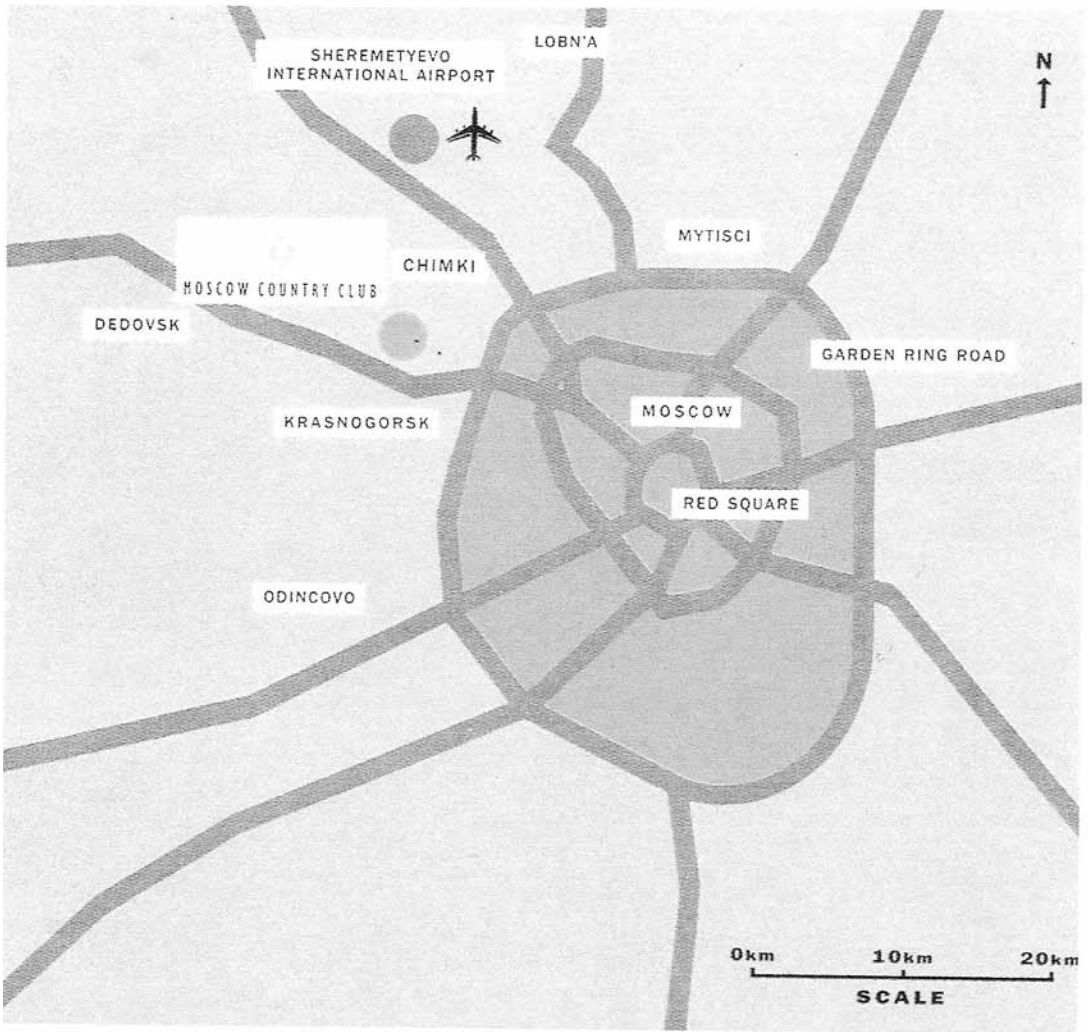 SHEREMETYEVO
INTERNATIONAL AIRPORT
LOBN'A
N
MYTISCI
CHIMKI
MOSCOW COUNTRY CLUB
DEDOVSK
GARDEN RING ROAD
MOSCOW
KRASNOGORSK
RED SQUARE
ODINCOVO
0km 10km 20km
SCALE